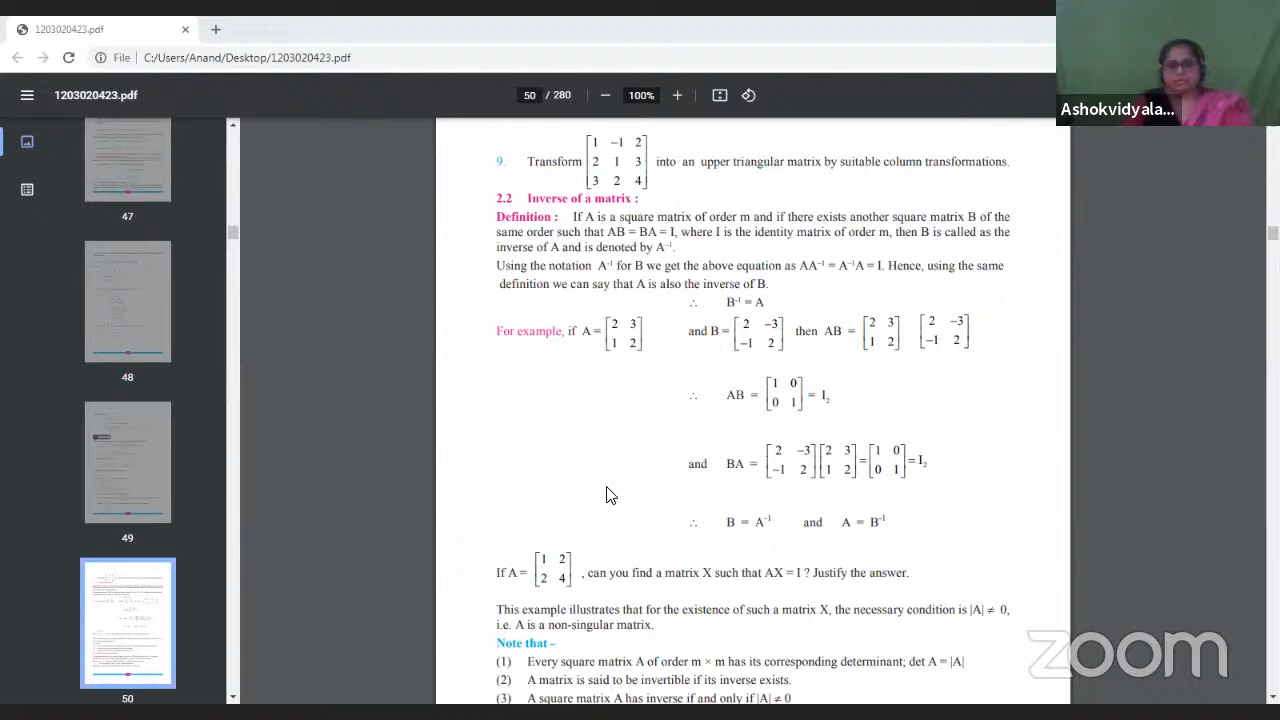 1203020423.pdf
File | C:/Users/Anand/Desktop/1203020423.pdf
Ashokvidyala...
1203020423.pdf
50 / 280
100%
47
48
49
50
9. Transform [1 −1 2; 2 1 3; 3 2 4] into an upper triangular matrix by suitable column transformations.
2.2 Inverse of a matrix :
Definition : If A is a square matrix of order m and if there exists another square matrix B of the
same order such that AB = BA = I, where I is the identity matrix of order m, then B is called as the
inverse of A and is denoted by A⁻¹.
Using the notation A⁻¹ for B we get the above equation as AA⁻¹ = A⁻¹A = I. Hence, using the same
definition we can say that A is also the inverse of B.
∴ B⁻¹ = A
For example, if A = [2 3; 1 2] and B = [2 −3; −1 2] then AB = [2 3; 1 2] [2 −3; −1 2]
∴ AB = [1 0; 0 1] = I₂
and BA = [2 −3; −1 2] [2 3; 1 2] = [1 0; 0 1] = I₂
∴ B = A⁻¹ and A = B⁻¹
If A = [1 2; 2 4] , can you find a matrix X such that AX = I ? Justify the answer.
This example illustrates that for the existence of such a matrix X, the necessary condition is |A| ≠ 0,
i.e. A is a non-singular matrix.
Note that -
(1) Every square matrix A of order m × m has its corresponding determinant; det A = |A|
(2) A matrix is said to be invertible if its inverse exists.
(3) A square matrix A has inverse if and only if |A| ≠ 0
zoom